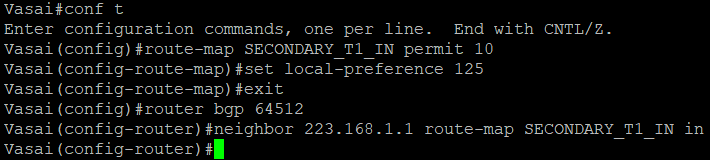 Vasai#conf t
Enter configuration commands, one per line.  End with CNTL/Z.
Vasai(config)#route-map SECONDARY_T1_IN permit 10
Vasai(config-route-map)#set local-preference 125
Vasai(config-route-map)#exit
Vasai(config)#router bgp 64512
Vasai(config-router)#neighbor 223.168.1.1 route-map SECONDARY_T1_IN in
Vasai(config-router)#